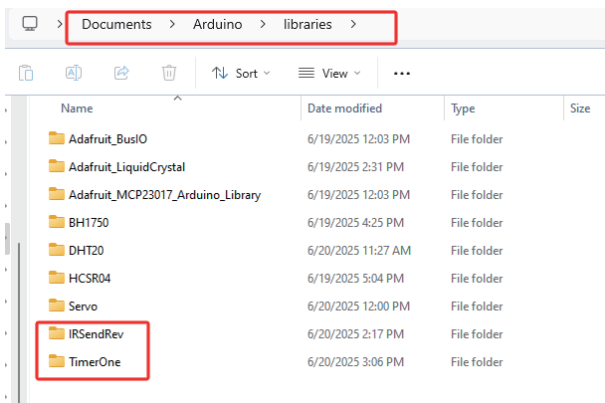 > Documents > Arduino > libraries >
Sort View ...
Name Date modified Type Size
Adafruit_BusIO 6/19/2025 12:03 PM File folder
Adafruit_LiquidCrystal 6/19/2025 2:31 PM File folder
Adafruit_MCP23017_Arduino_Library 6/19/2025 12:03 PM File folder
BH1750 6/19/2025 4:25 PM File folder
DHT20 6/20/2025 11:27 AM File folder
HCSR04 6/19/2025 5:04 PM File folder
Servo 6/20/2025 12:00 PM File folder
IRSendRev 6/20/2025 2:17 PM File folder
TimerOne 6/20/2025 3:06 PM File folder